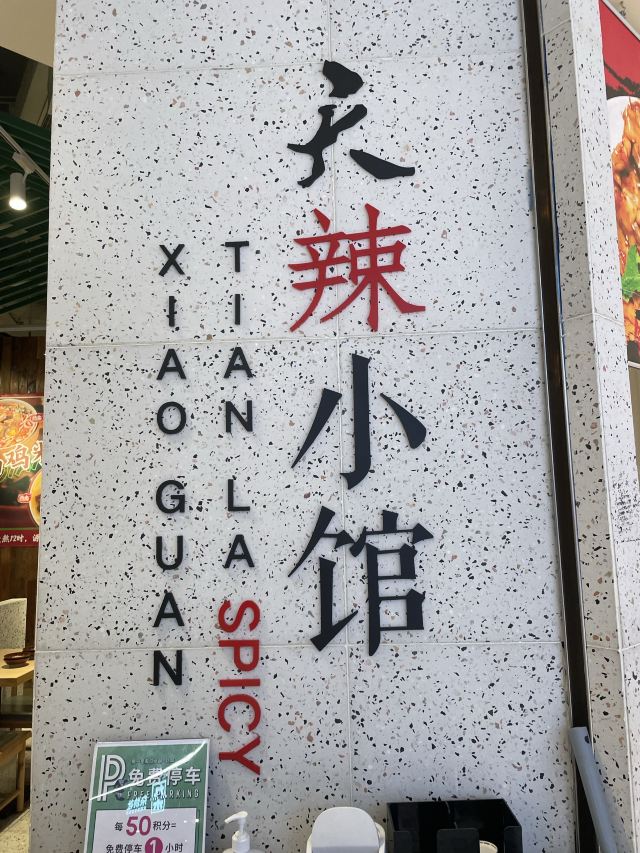 天辣小馆
TIAN LA SPICY
XIAO GUAN
免费停车
FREE PARKING
每50积分=
免费停车1小时
鸡